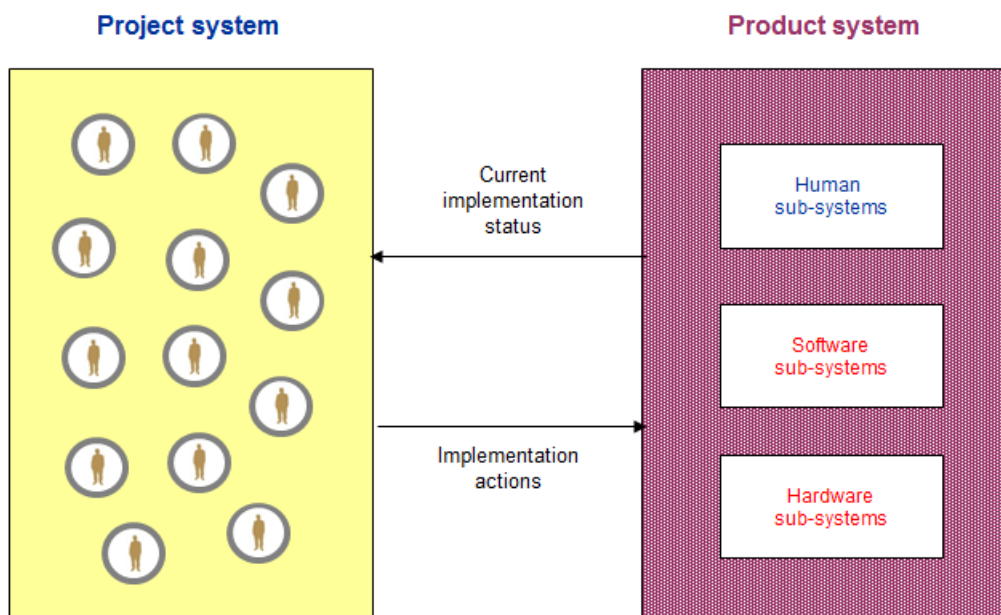 Project system
Product system
Current
implementation
status
Human
sub-systems
Software
sub-systems
Implementation
actions
Hardware
sub-systems